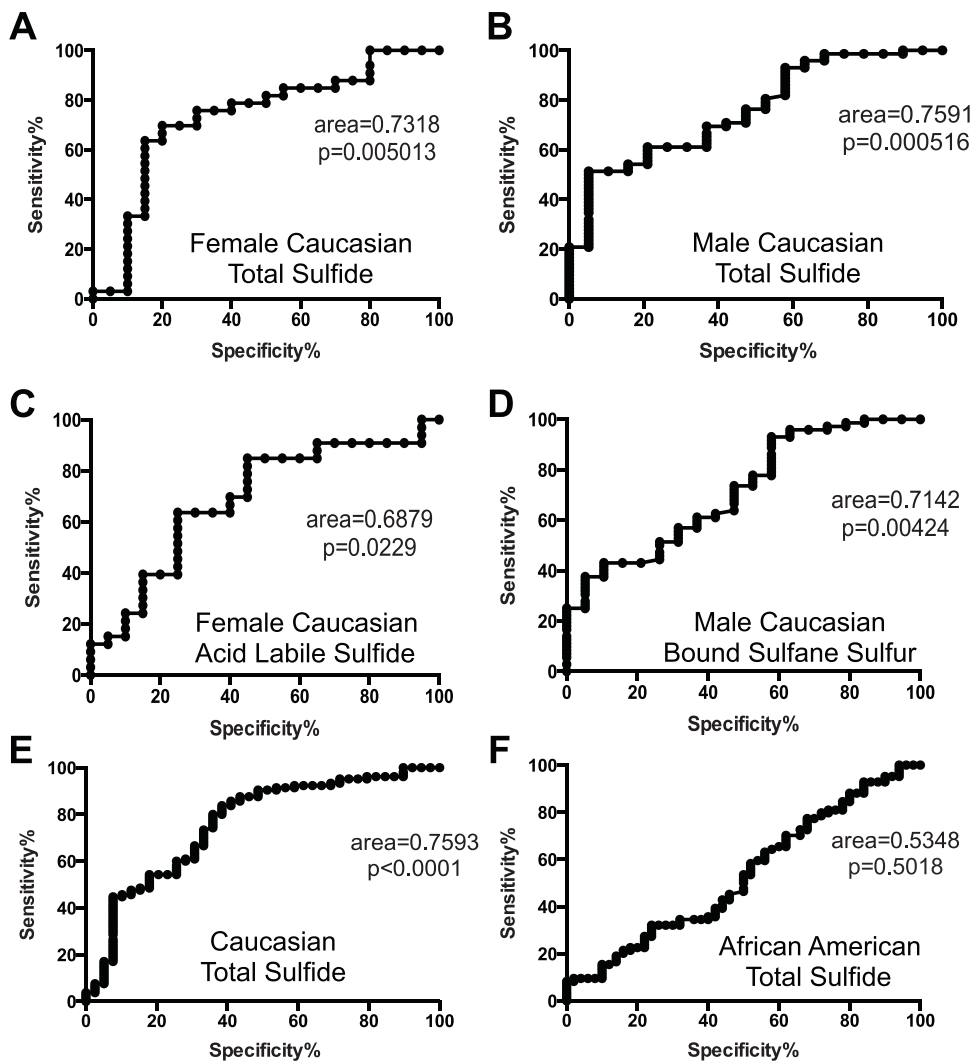 A
B
100
80
60
40
20
0
Sensitivity%
area=0.7318
p=0.005013
Female Caucasian
Total Sulfide
0 20 40 60 80 100
Specificity%
100
80
60
40
20
0
Sensitivity%
area=0.7591
p=0.000516
Male Caucasian
Total Sulfide
0 20 40 60 80 100
Specificity%
C
D
100
80
60
40
20
0
Sensitivity%
area=0.6879
p=0.0229
Female Caucasian
Acid Labile Sulfide
0 20 40 60 80 100
Specificity%
100
80
60
40
20
0
Sensitivity%
area=0.7142
p=0.00424
Male Caucasian
Bound Sulfane Sulfur
0 20 40 60 80 100
Specificity%
E
F
100
80
60
40
20
0
Sensitivity%
area=0.7593
p<0.0001
Caucasian
Total Sulfide
0 20 40 60 80 100
Specificity%
100
80
60
40
20
0
Sensitivity%
area=0.5348
p=0.5018
African American
Total Sulfide
0 20 40 60 80 100
Specificity%